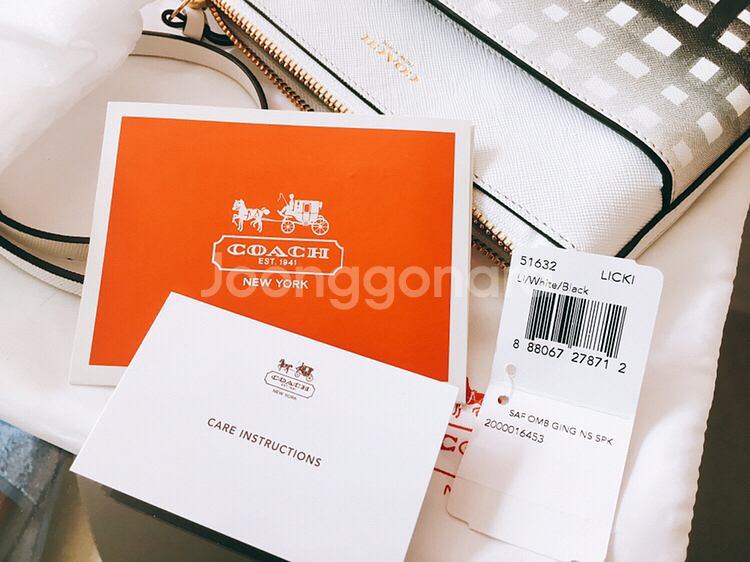 COACH
COACH
EST. 1941
NEW YORK
Joonggonara
COACH
NEW YORK
CARE INSTRUCTIONS
51632 LICKI
LI/White/Black
8 88067 27871 2
SAF OMB GING NS SPK
2000016453